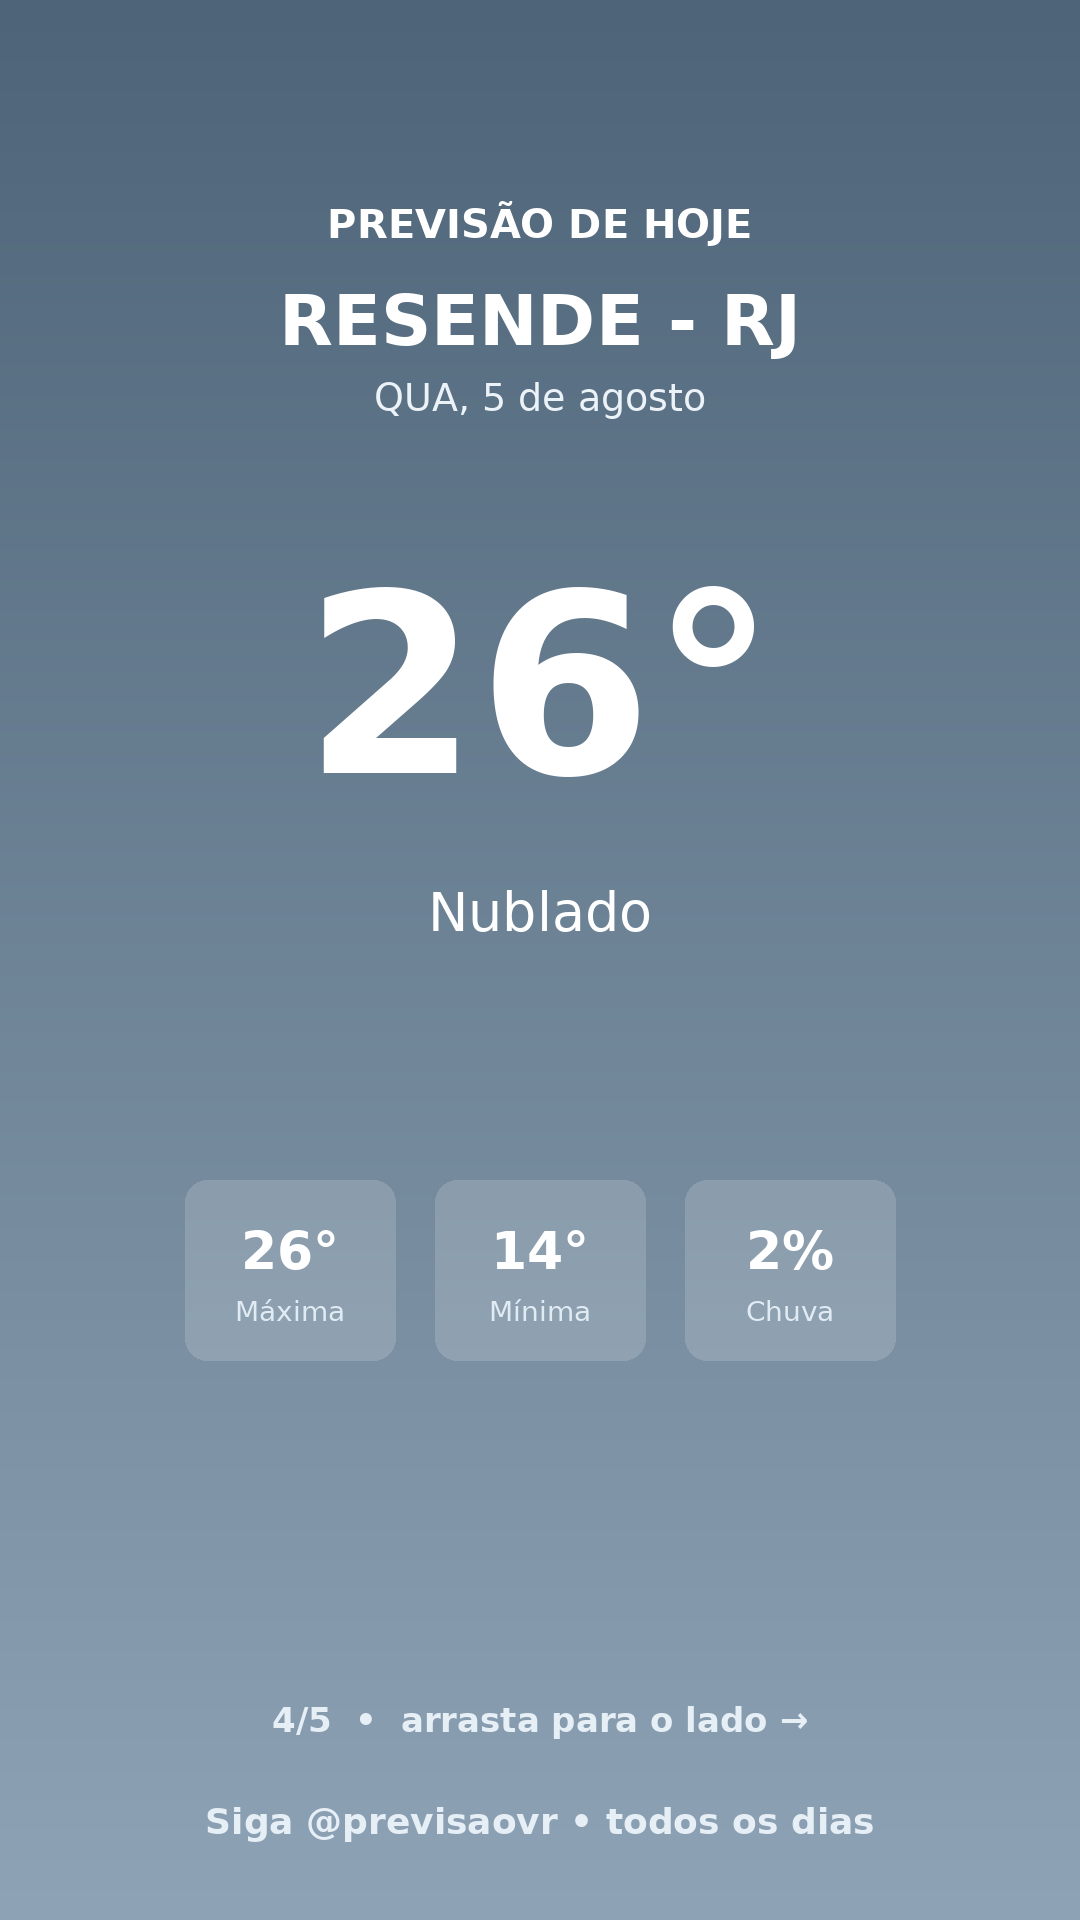 PREVISÃO DE HOJE
RESENDE - RJ
QUA, 5 de agosto
26°
Nublado
26° 14° 2%
Máxima Mínima Chuva
4/5 • arrasta para o lado →
Siga @previsaovr • todos os dias